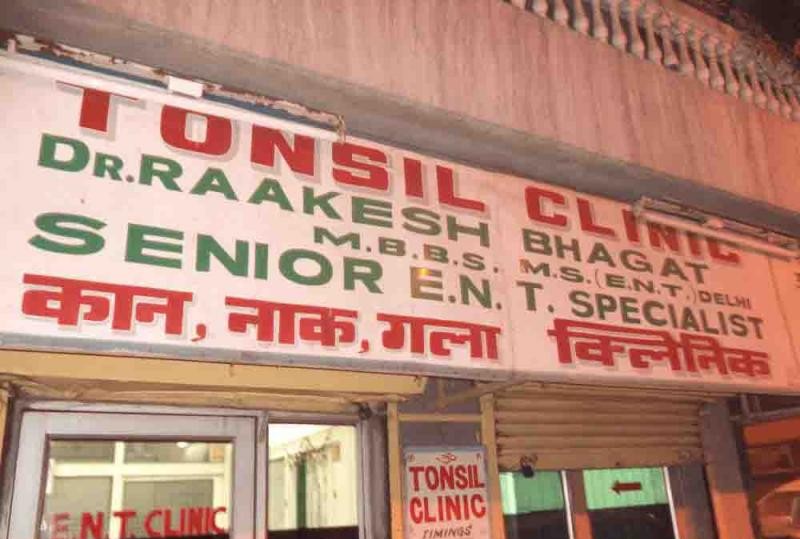 TONSIL CLINIC
DR.RAAKESH BHAGAT
M.B.B.S. M.S.(E.N.T.) DELHI
SENIOR E.N.T. SPECIALIST
कान, नाक, गला क्लिनिक
E.N.T. CLINIC
ॐ
TONSIL
CLINIC
TIMINGS